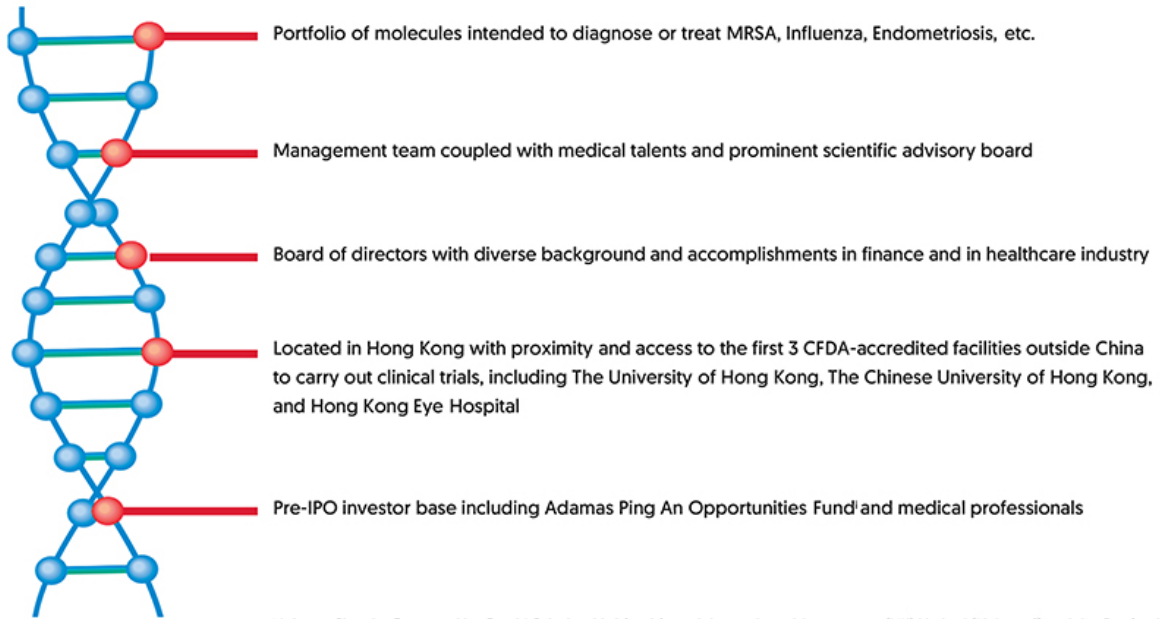 Portfolio of molecules intended to diagnose or treat MRSA, Influenza, Endometriosis, etc.
Management team coupled with medical talents and prominent scientific advisory board
Board of directors with diverse background and accomplishments in finance and in healthcare industry
Located in Hong Kong with proximity and access to the first 3 CFDA-accredited facilities outside China
to carry out clinical trials, including The University of Hong Kong, The Chinese University of Hong Kong,
and Hong Kong Eye Hospital
Pre-IPO investor base including Adamas Ping An Opportunities Fundⁱ and medical professionals